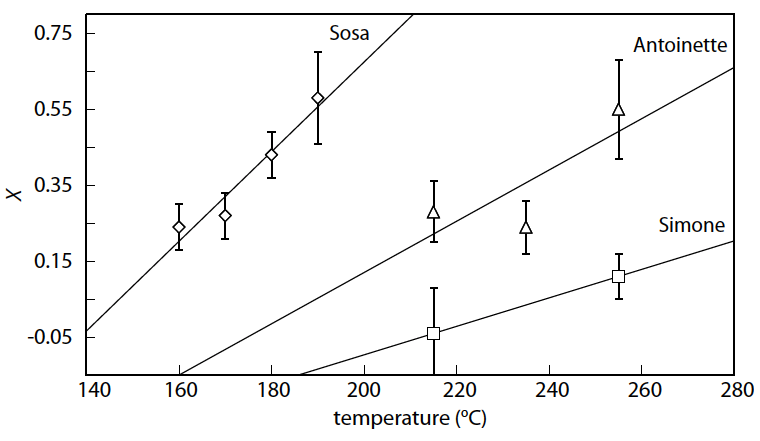 0.75
Sosa
Antoinette
0.55
0.35
X
Simone
0.15
-0.05
140 160 180 200 220 240 260 280
temperature (ºC)